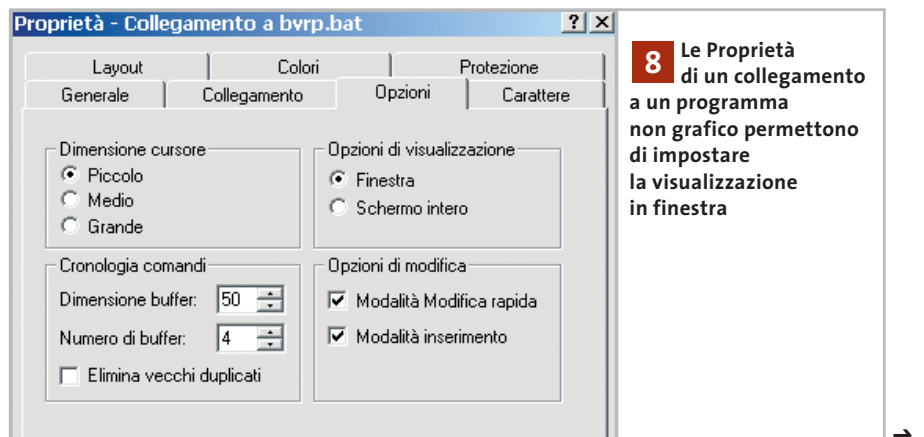 Proprietà - Collegamento a bvrp.bat
Layout Colori Protezione
Generale Collegamento Opzioni Carattere
Dimensione cursore
Piccolo
Medio
Grande
Opzioni di visualizzazione
Finestra
Schermo intero
Cronologia comandi
Dimensione buffer: 50
Numero di buffer: 4
Elimina vecchi duplicati
Opzioni di modifica
Modalità Modifica rapida
Modalità inserimento
8 Le Proprietà
di un collegamento
a un programma
non grafico permettono
di impostare
la visualizzazione
in finestra